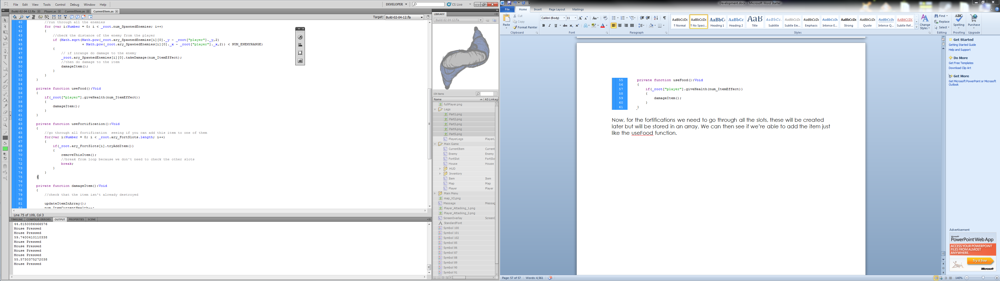 Fl File Edit View Tools Control Debug Window Help DEVELOPER CS Live
Build-02-04-12.fla Player.as CurrentItem.as CurrentItem.as
Target: Build-02-04-12.fla
40 //run through all the enemies
41 for (var i:Number = 0; i < _root.num_SpawnedEnemies; i++)
42 {
43 //check the distance of the enemy from the player
44 if (Math.sqrt(Math.pow(_root.ary_SpawnedEnemies[i][0]._y - _root["player"]._y,2)
45 + Math.pow(_root.ary_SpawnedEnemies[i][0]._x - _root["player"]._x,2)) < NUM_ENEMYRANGE)
46 {
47 // if inrange do damage to the enemy
48 _root.ary_SpawnedEnemies[i][0].takeDamage(num_ItemEffect);
49 //then do damage to the item
50 damageItem();
51 }
52 }
53 }
54
55 private function useFood():Void
56 {
57 if(_root["player"].giveHealth(num_ItemEffect))
58 {
59 damageItem();
60 }
61 }
62
63 private function useFortification():Void
64 {
65 //go through all fortification  seeing if you can add this item to one of them
66 for(var i:Number = 0; i < _root.ary_FortSlots.length; i++)
67 {
68 if(_root.ary_FortSlots[i].tryAddItem())
69 {
70 removeThisItem();
71 //break from loop because we don't need to check the other slots
72 break;
73 }
74 }
75 }
76
77 private function damageItem():Void
78 {
79 //check that the item isn't already destroyed
80
81 updateItemInArray();
82 num_ItemCurrentHealth--;
Line 75 of 109, Col 3
TIMELINE COMPILER ERRORS OUTPUT PROPERTIES SCENE
44.8150086466576
Mouse Pressed
Mouse Pressed
59.7400410110338
Mouse Pressed
Mouse Pressed
Mouse Pressed
Mouse Pressed
55.5730375272038
Mouse Pressed
LIBRARY
Build-02-04-12.fla
154 items
Name AS Linkag
fullPlayer.png
Legs
Part1.png
Part2.png
Part3.png
Part4.png
Part5.png
PlayerLegs PlayerL
Main Game
CurrentItem Current
Enemy Enemy
FortSlot FortSlo
House House
HUD
Inventory
Item Item
Map Map
Player Player
Main Menu
map_V2.png
Message Messag
Player_Attacking_1.png
Player_Attacking_2.png
ScreenOverlay ScreenO
StandardFont
Symbol 100
Symbol 101
Symbol 102
Symbol 85
Symbol 86
Symbol 87
Symbol 88
Symbol 89
Symbol 90
Symbol 91
Development.docx - Microsoft Word Starter
File Home Insert Page Layout Mailings
Paste Cut Copy Format Painter
Clipboard
Calibri (Body) 11
Font
Paragraph
AaBbCcDc AaBbCcDc AaBbC AaBbCc AaB AaBbCc. AaBbCcDc AaBbCcDc AaBbCcDc AaBbCcDc AaBbCcDc AaBbCcDc AABBCCDC
¶ Normal ¶ No Spaci... Heading 1 Heading 2 Title Subtitle Subtle Em... Emphasis Intense E... Strong Quote Intense Q... Subtle Ref...
Styles
Change Styles
Find Replace Select
Editing
Spelling
Proofing
Purchase
Upgrade
55 private function useFood():Void
56 {
57 if(_root["player"].giveHealth(num_ItemEffect))
58 {
59 damageItem();
60 }
61 }
Now, for the fortifications we need to go through all the slots, these will be created
later but will be stored in an array. We can then see if we're able to add the item just
like the useFood function.
Get Started
Getting Started Guide
Help and Support
Do More
Get Free Templates
Download Clip Art
Get More
Get Microsoft PowerPoint or Microsoft
Outlook
Advertisement
Microsoft
PowerPoint Web App
ACCESS YOUR POWERPOINT
FILES FROM ALMOST
ANYWHERE.
Try it free
Microsoft
Page: 57 of 57 Words: 4,561
140%